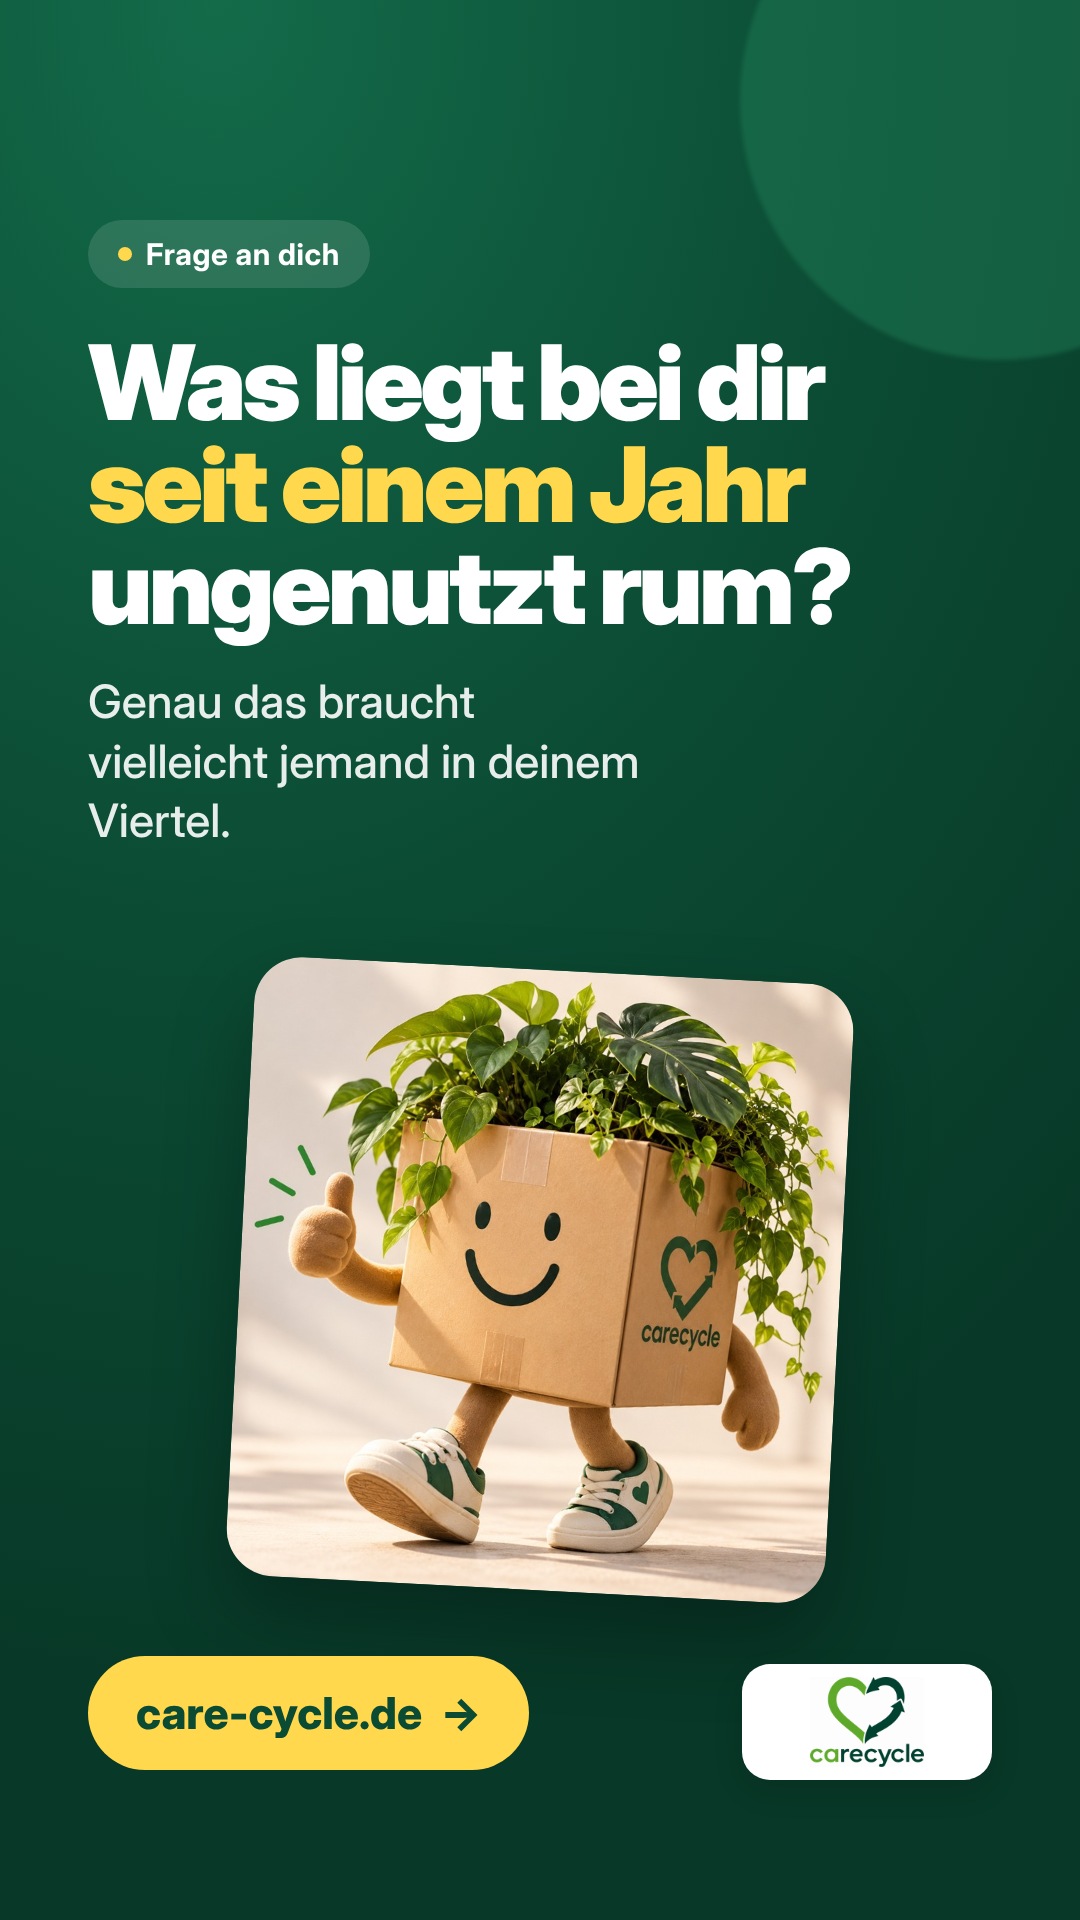 Frage an dich
Was liegt bei dir
seit einem Jahr
ungenutzt rum?
Genau das braucht
vielleicht jemand in deinem
Viertel.
carecycle
care-cycle.de →
carecycle